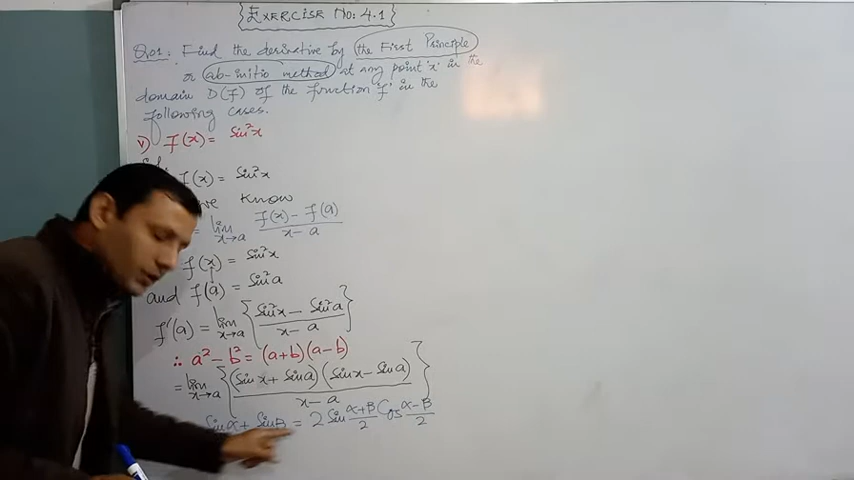 EXERCISE NO: 4.1
Q.01: Find the derivative by the First Principle
or ab-initio method at any point 'x' in the
domain D(f) of the function 'f' in the
following cases.
v) f(x) = Sin²x
f(x) = Sin²x
we know
= lim x→a f(x) - f(a) / x - a
f(x) = Sin²x
and f(a) = Sin²a
f'(a) = lim x→a { Sin²x - Sin²a / x - a }
∴ a² - b² = (a+b)(a-b)
= lim x→a { (Sin x + Sin a)(Sin x - Sin a) / x - a }
Sin α + Sin β = 2 Sin α+β/2 Cos α-β/2